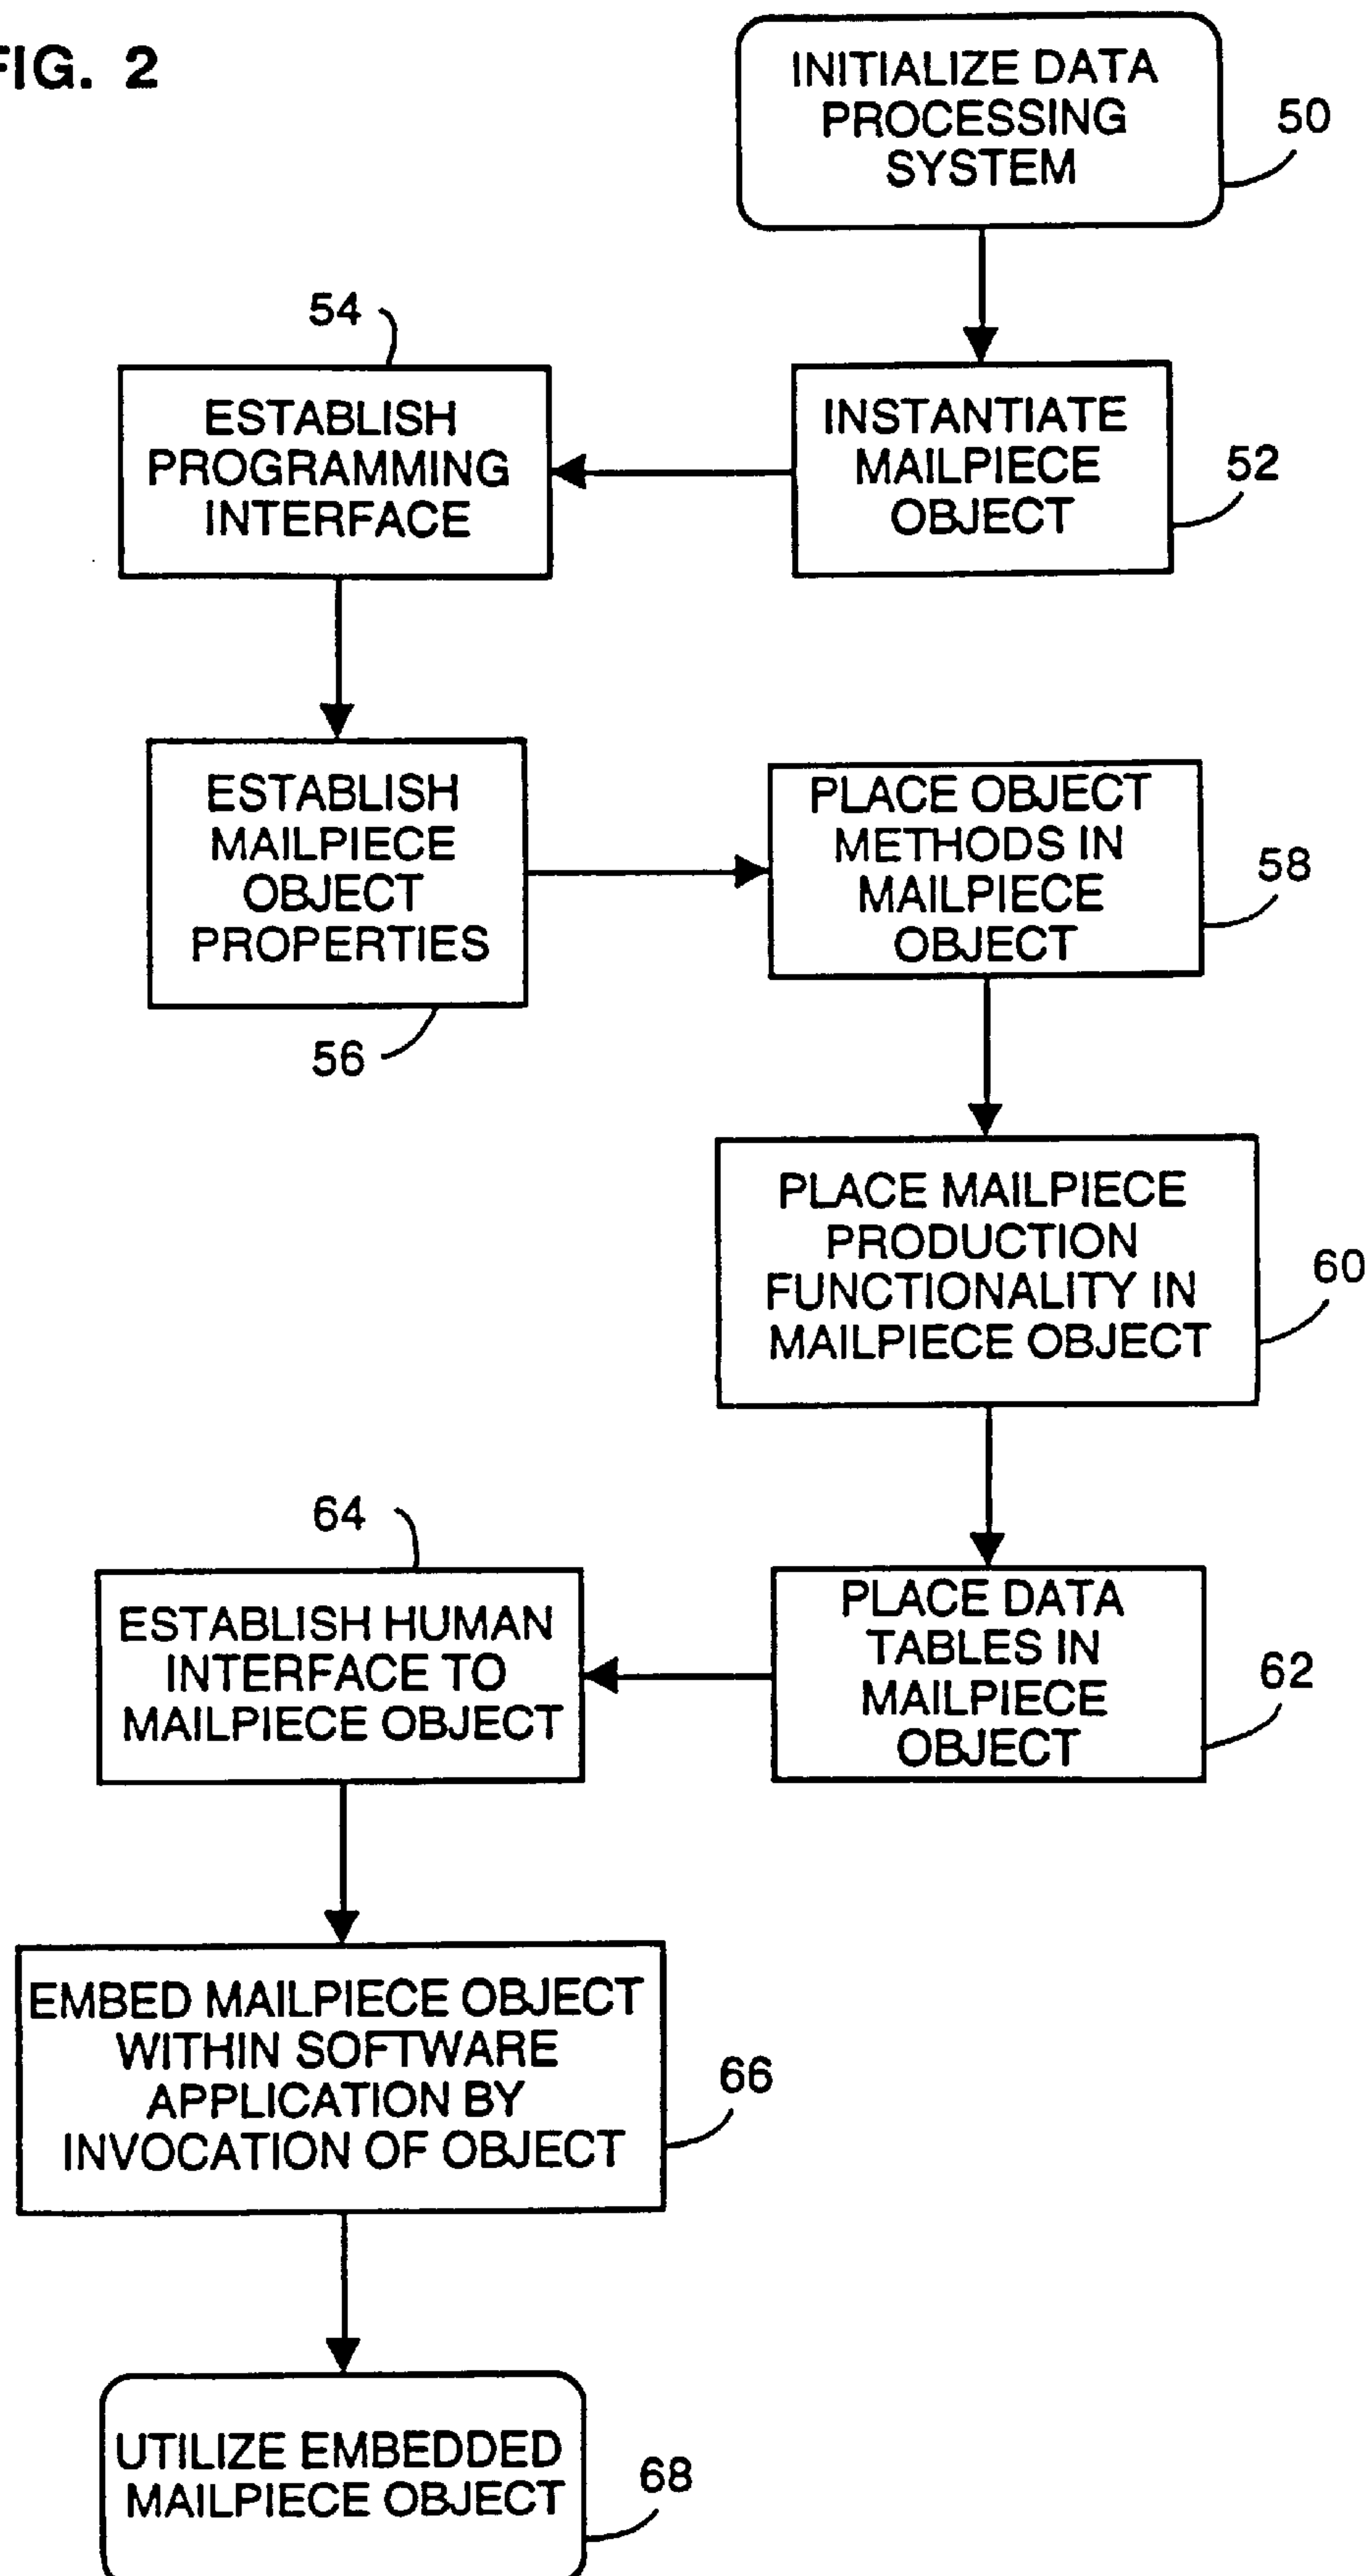 FIG. 2
INITIALIZE DATA
PROCESSING
SYSTEM
50
INSTANTIATE
MAILPIECE
OBJECT
52
54
ESTABLISH
PROGRAMMING
INTERFACE
ESTABLISH
MAILPIECE
OBJECT
PROPERTIES
56
PLACE OBJECT
METHODS IN
MAILPIECE
OBJECT
58
PLACE MAILPIECE
PRODUCTION
FUNCTIONALITY IN
MAILPIECE OBJECT
60
PLACE DATA
TABLES IN
MAILPIECE
OBJECT
62
64
ESTABLISH HUMAN
INTERFACE TO
MAILPIECE OBJECT
EMBED MAILPIECE OBJECT
WITHIN SOFTWARE
APPLICATION BY
INVOCATION OF OBJECT
66
UTILIZE EMBEDDED
MAILPIECE OBJECT
68